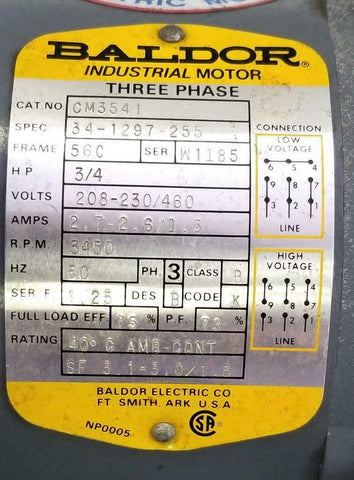 BALDOR®
INDUSTRIAL MOTOR
THREE PHASE
CAT.NO CM3541
SPEC. 34-1297-255
FRAME 56C SER. W1185
H.P. 3/4
VOLTS 208-230/460
AMPS 2.7-2.6/1.3
R.P.M. 3450
HZ 60 PH. 3 CLASS B
SER F. 1.25 DES B CODE K
FULL LOAD EFF 75 % P.F. 73 %
RATING 40°C AMB-CONT
SF 3.1-3.0/1.5
CONNECTION
LOW
VOLTAGE
6 5 4
9 8 7
3 2 1
LINE
HIGH
VOLTAGE
6 5 4
9 8 7
3 2 1
LINE
BALDOR ELECTRIC CO.
FT. SMITH, ARK. U.S.A.
NP0005
SA